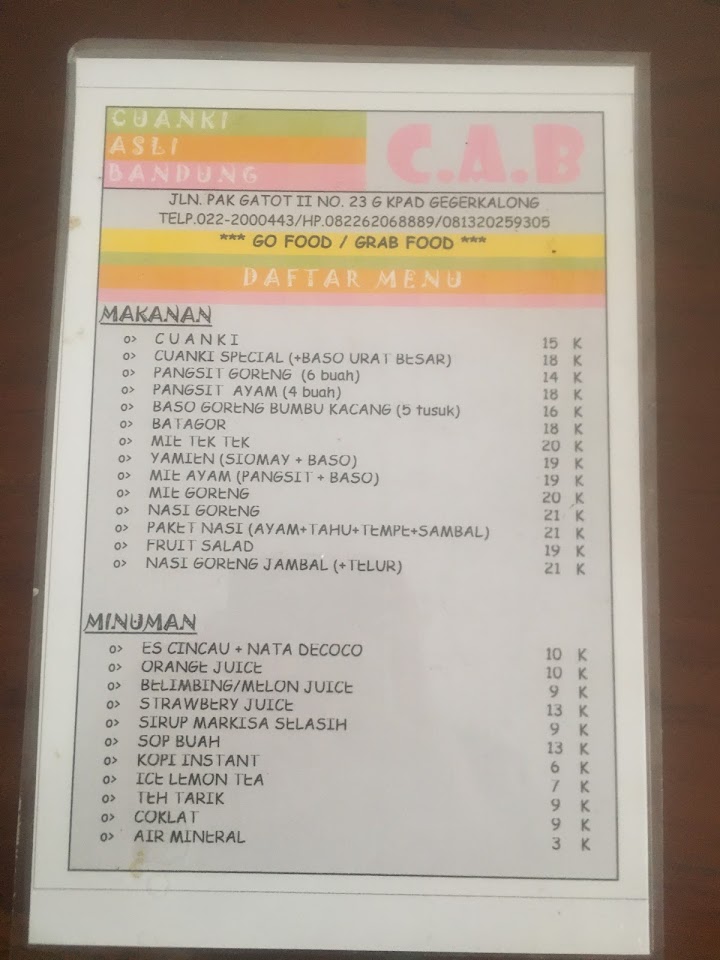 CUANKI
ASLI
BANDUNG
C.A.B
JLN. PAK GATOT II NO. 23 G KPAD GEGERKALONG
TELP.022-2000443/HP.082262068889/081320259305
*** GO FOOD / GRAB FOOD ***
DAFTAR MENU
MAKANAN
o> C U A N K I 15 K
o> CUANKI SPECIAL (+BASO URAT BESAR) 18 K
o> PANGSIT GORENG (6 buah) 14 K
o> PANGSIT AYAM (4 buah) 18 K
o> BASO GORENG BUMBU KACANG (5 tusuk) 16 K
o> BATAGOR 18 K
o> MIE TEK TEK 20 K
o> YAMIEN (SIOMAY + BASO) 19 K
o> MIE AYAM (PANGSIT + BASO) 19 K
o> MIE GORENG 20 K
o> NASI GORENG 21 K
o> PAKET NASI (AYAM+TAHU+TEMPE+SAMBAL) 21 K
o> FRUIT SALAD 19 K
o> NASI GORENG JAMBAL (+TELUR) 21 K
MINUMAN
o> ES CINCAU + NATA DECOCO 10 K
o> ORANGE JUICE 10 K
o> BELIMBING/MELON JUICE 9 K
o> STRAWBERY JUICE 13 K
o> SIRUP MARKISA SELASIH 9 K
o> SOP BUAH 13 K
o> KOPI INSTANT 6 K
o> ICE LEMON TEA 7 K
o> TEH TARIK 9 K
o> COKLAT 9 K
o> AIR MINERAL 3 K